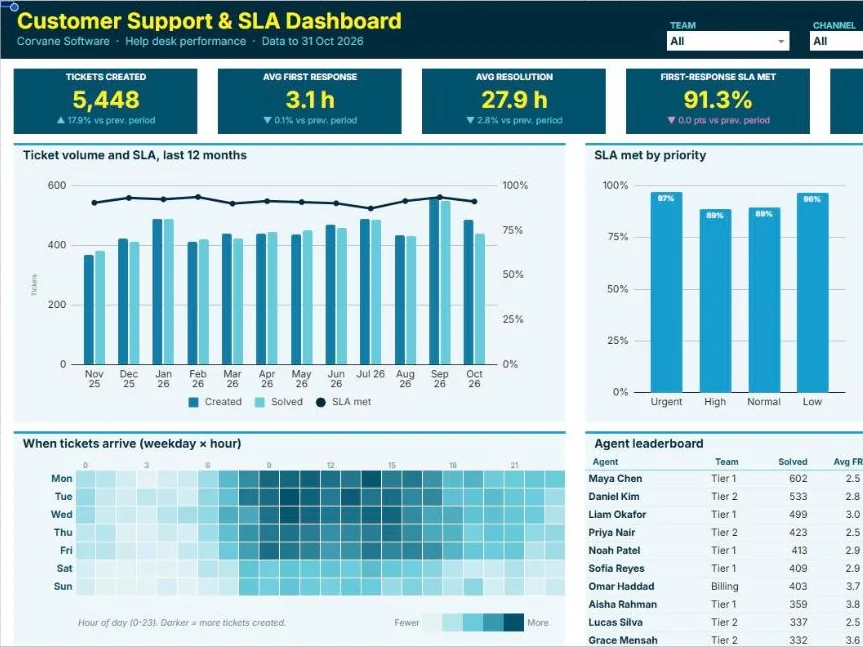 Customer Support & SLA Dashboard
Corvane Software · Help desk performance · Data to 31 Oct 2026
TEAM
All
CHANNEL
All
TICKETS CREATED
5,448
▲ 17.9% vs prev. period
AVG FIRST RESPONSE
3.1 h
▼ 0.1% vs prev. period
AVG RESOLUTION
27.9 h
▼ 2.8% vs prev. period
FIRST-RESPONSE SLA MET
91.3%
▼ 0.0 pts vs prev. period
Ticket volume and SLA, last 12 months
600
400
200
0
Tickets
100%
75%
50%
25%
0%
Nov 25
Dec 25
Jan 26
Feb 26
Mar 26
Apr 26
May 26
Jun 26
Jul 26
Aug 26
Sep 26
Oct 26
Created
Solved
SLA met
SLA met by priority
100%
75%
50%
25%
0%
97%
89%
89%
96%
Urgent
High
Normal
Low
When tickets arrive (weekday × hour)
0 3 6 9 12 15 18 21
Mon
Tue
Wed
Thu
Fri
Sat
Sun
Hour of day (0-23). Darker = more tickets created.
Fewer
More
Agent leaderboard
Agent Team Solved Avg FR
Maya Chen Tier 1 602 2.5
Daniel Kim Tier 2 533 2.8
Liam Okafor Tier 1 499 3.0
Priya Nair Tier 2 423 2.5
Noah Patel Tier 1 413 2.9
Sofia Reyes Tier 1 409 2.9
Omar Haddad Billing 403 3.7
Aisha Rahman Tier 1 359 3.8
Lucas Silva Tier 2 337 2.5
Grace Mensah Tier 2 332 3.6